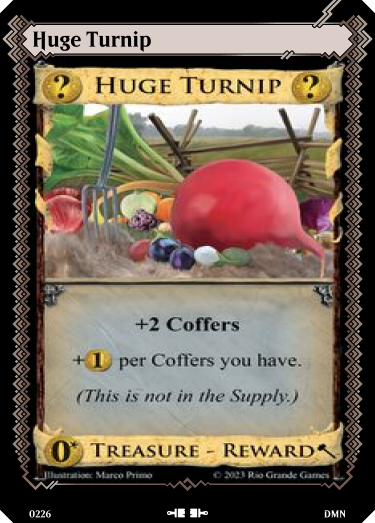 Huge Turnip
? HUGE TURNIP ?
+2 Coffers
+1 per Coffers you have.
(This is not in the Supply.)
0* TREASURE - REWARD
Illustration: Marco Primo © 2023 Rio Grande Games
0226 DMN